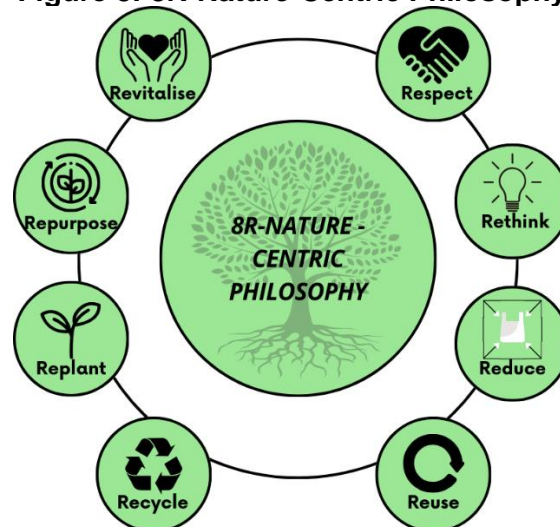 Revitalise
Respect
Repurpose
Rethink
8R-NATURE -
CENTRIC
PHILOSOPHY
Replant
Reduce
Recycle
Reuse